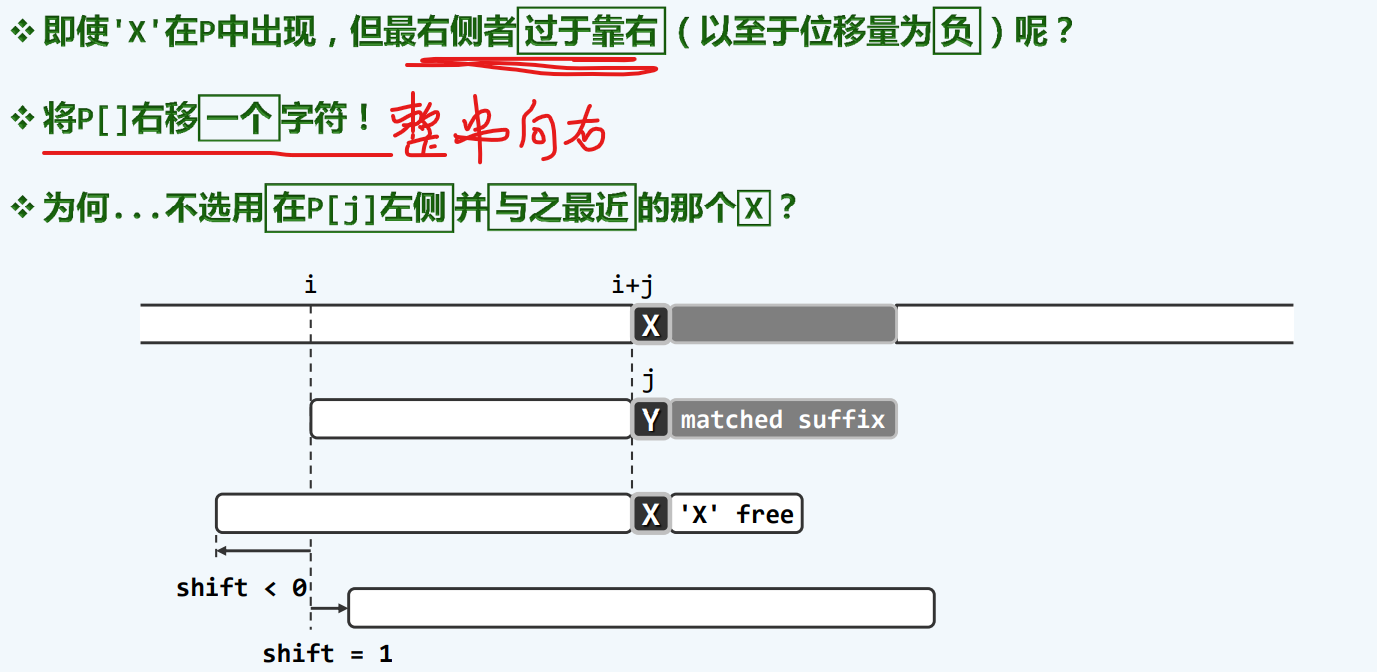 ❖ 即使'X'在P中出现，但最右侧者过于靠右（以至于位移量为负）呢？
❖ 将P[]右移一个字符！ 整串向右
❖ 为何...不选用在P[j]左侧并与之最近的那个X？
i i+j
X
j
Y matched suffix
X 'X' free
shift < 0
shift = 1